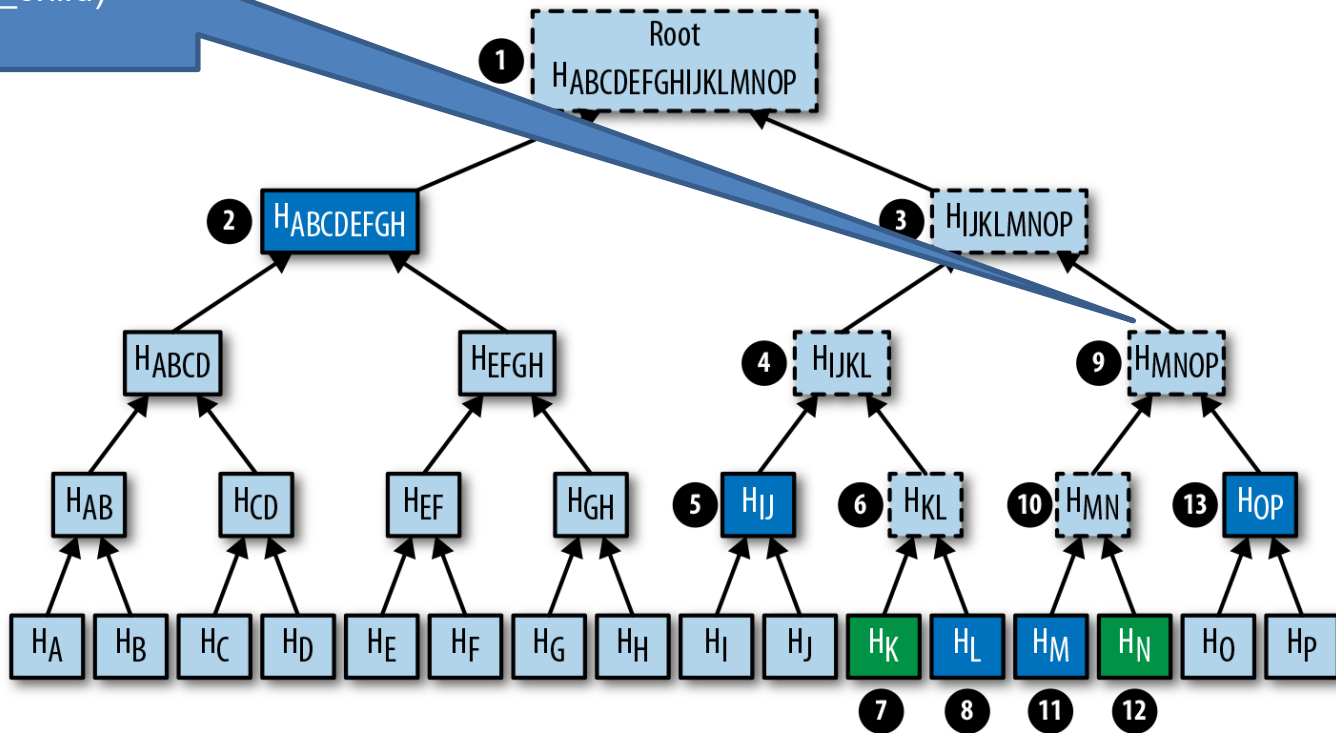 Root
1
HABCDEFGHIJKLMNOP
2
HABCDEFGH
3
HIJKLMNOP
HABCD
HEFGH
4
HIJKL
9
HMNOP
HAB
HCD
HEF
HGH
5
HIJ
6
HKL
10
HMN
13
HOP
HA
HB
HC
HD
HE
HF
HG
HH
HI
HJ
HK
HL
HM
HN
HO
HP
7
8
11
12